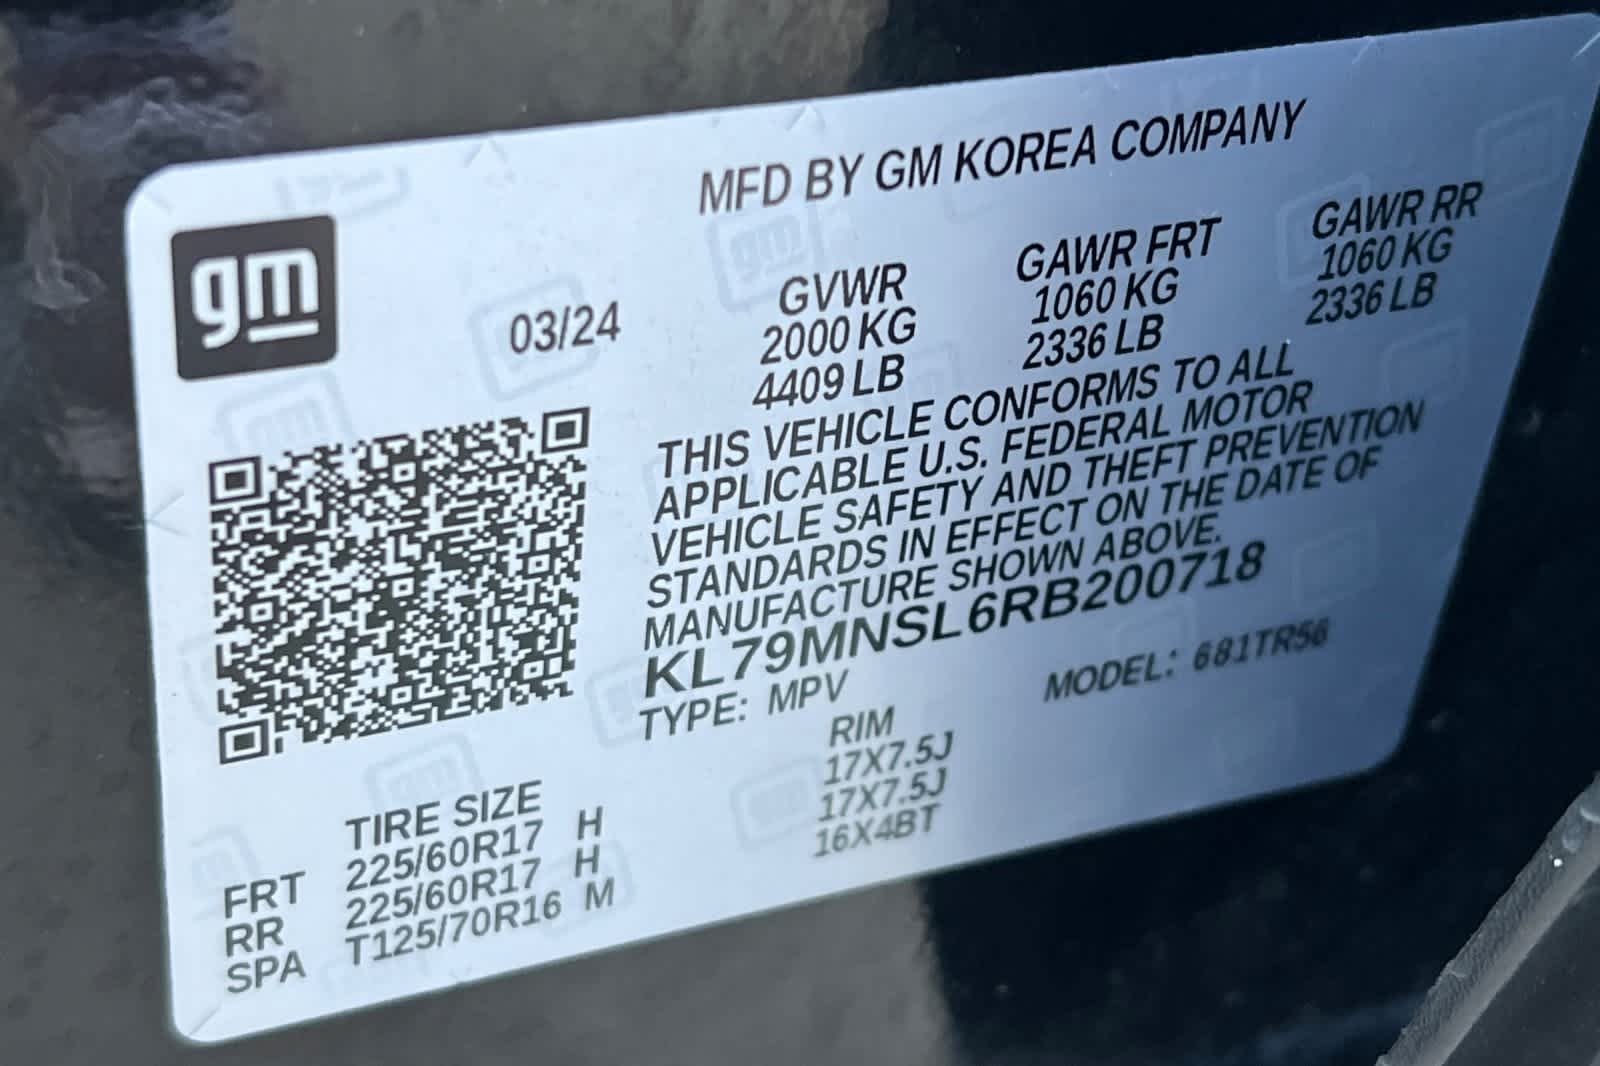 MFD BY GM KOREA COMPANY
gm
03/24
GVWR GAWR FRT GAWR RR
2000 KG 1060 KG 1060 KG
4409 LB 2336 LB 2336 LB
THIS VEHICLE CONFORMS TO ALL
APPLICABLE U.S. FEDERAL MOTOR
VEHICLE SAFETY AND THEFT PREVENTION
STANDARDS IN EFFECT ON THE DATE OF
MANUFACTURE SHOWN ABOVE.
KL79MNSL6RB200718
TYPE: MPV MODEL: 681TR56
TIRE SIZE RIM
FRT 225/60R17 H 17X7.5J
RR 225/60R17 H 17X7.5J
SPA T125/70R16 M 16X4BT